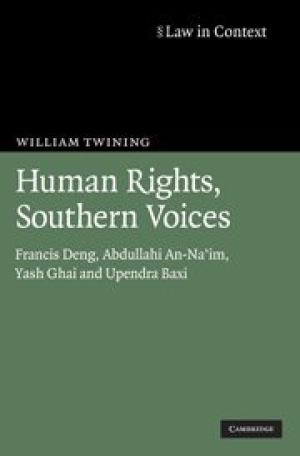 Law in Context
WILLIAM TWINING
Human Rights,
Southern Voices
Francis Deng, Abdullahi An-Na‘im,
Yash Ghai and Upendra Baxi
CAMBRIDGE